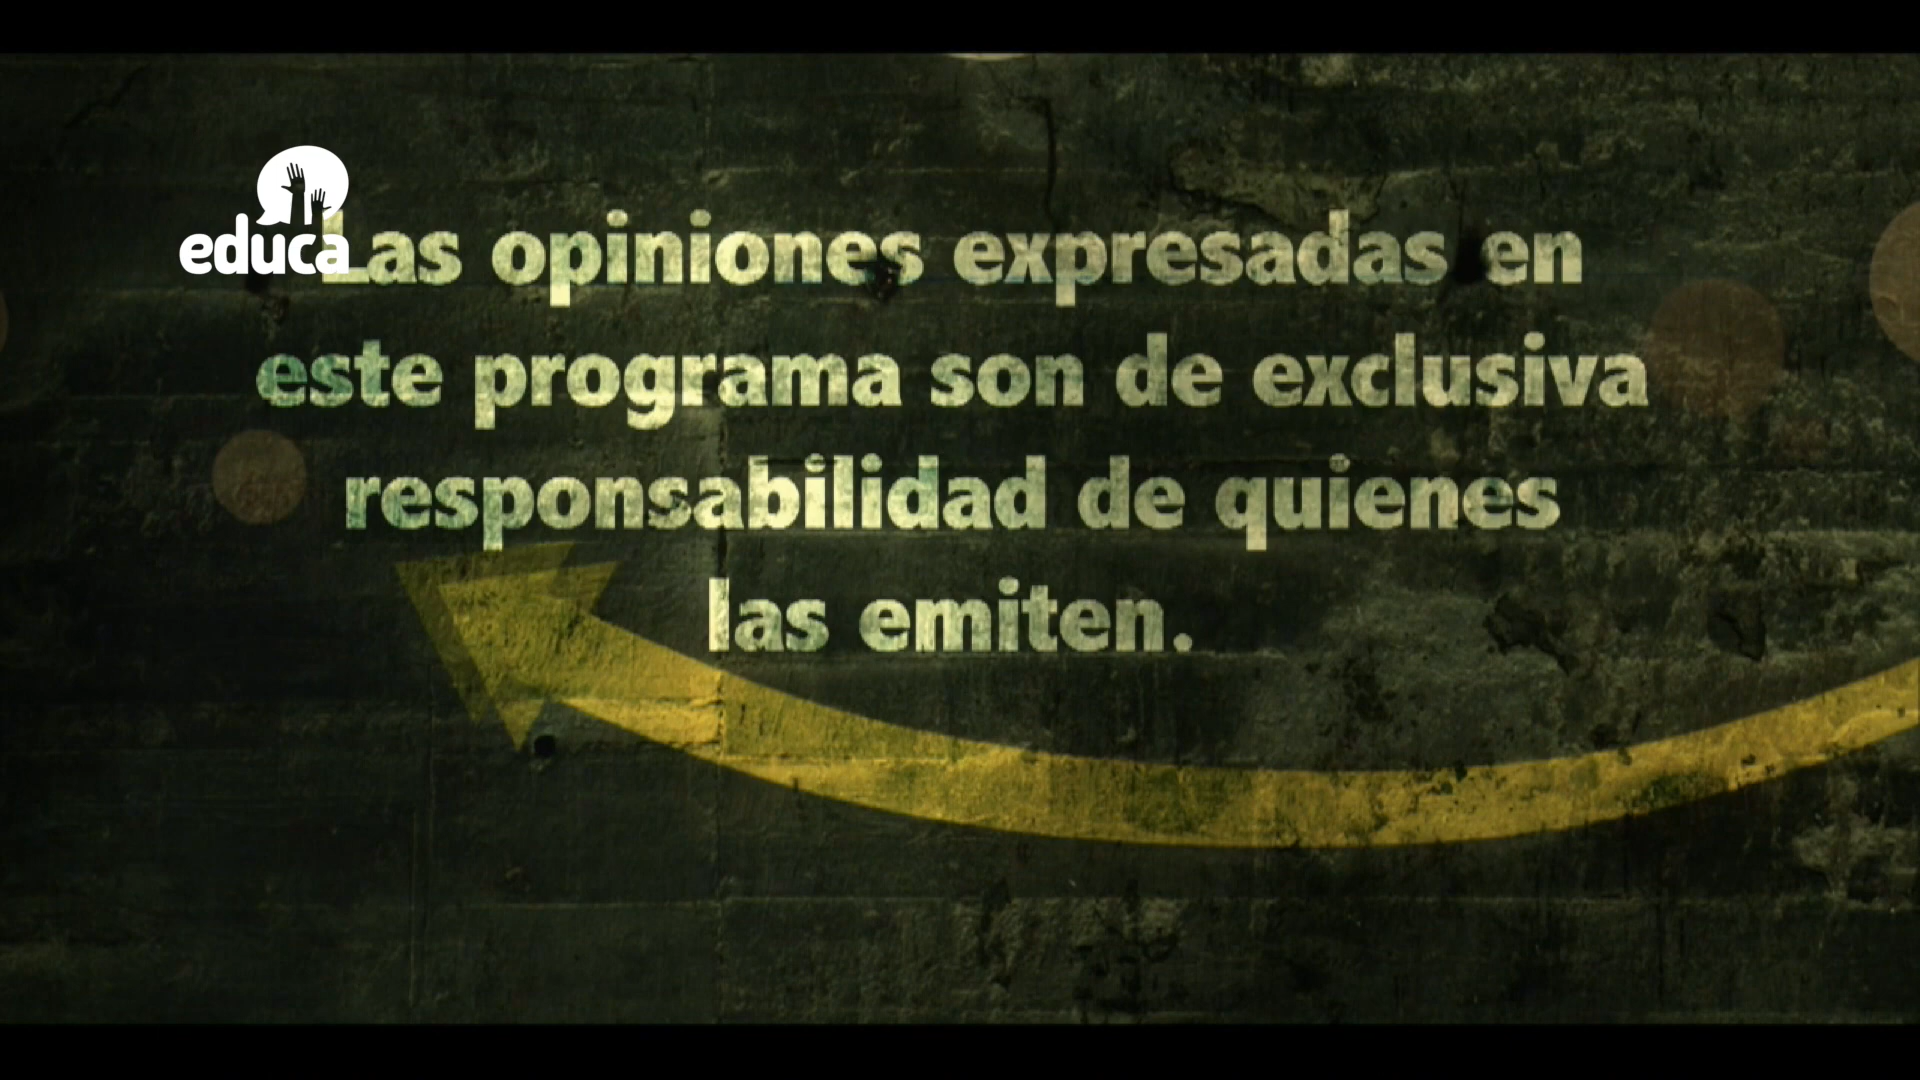 educa
Las opiniones expresadas en
este programa son de exclusiva
responsabilidad de quienes
las emiten.